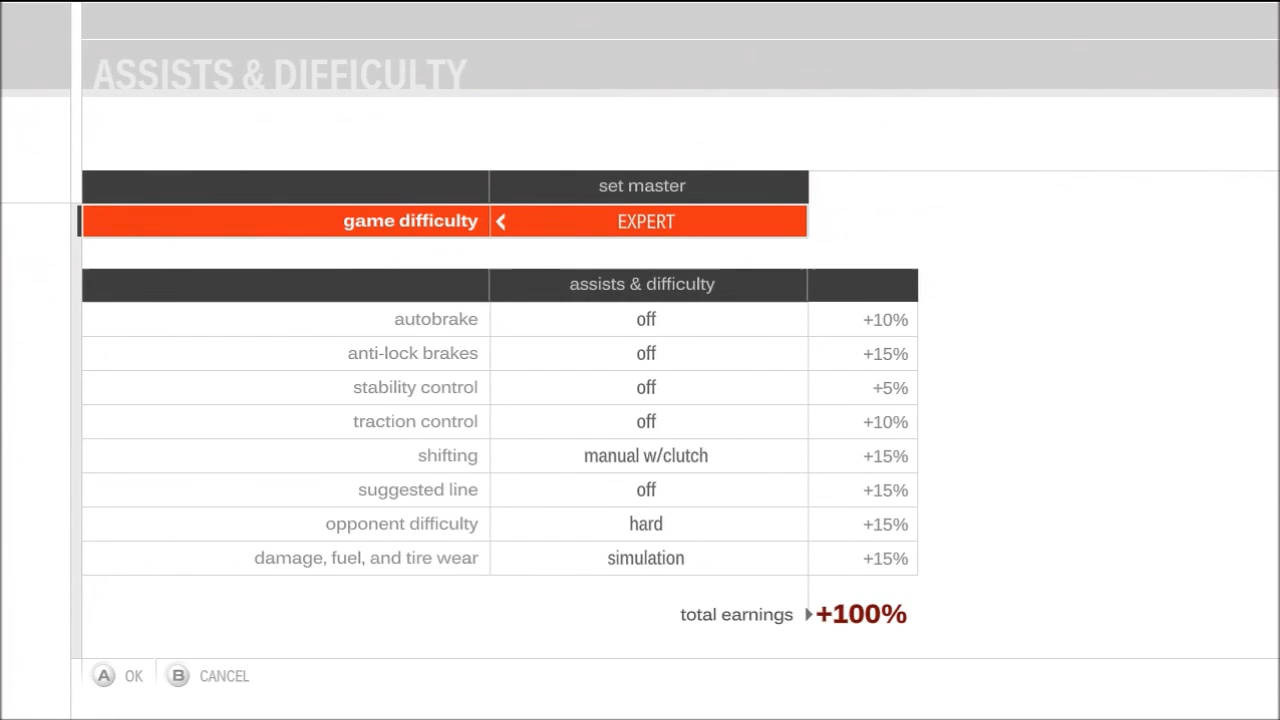 ASSISTS & DIFFICULTY
set master
game difficulty EXPERT
assists & difficulty
autobrake off +10%
anti-lock brakes off +15%
stability control off +5%
traction control off +10%
shifting manual w/clutch +15%
suggested line off +15%
opponent difficulty hard +15%
damage, fuel, and tire wear simulation +15%
total earnings +100%
A OK B CANCEL